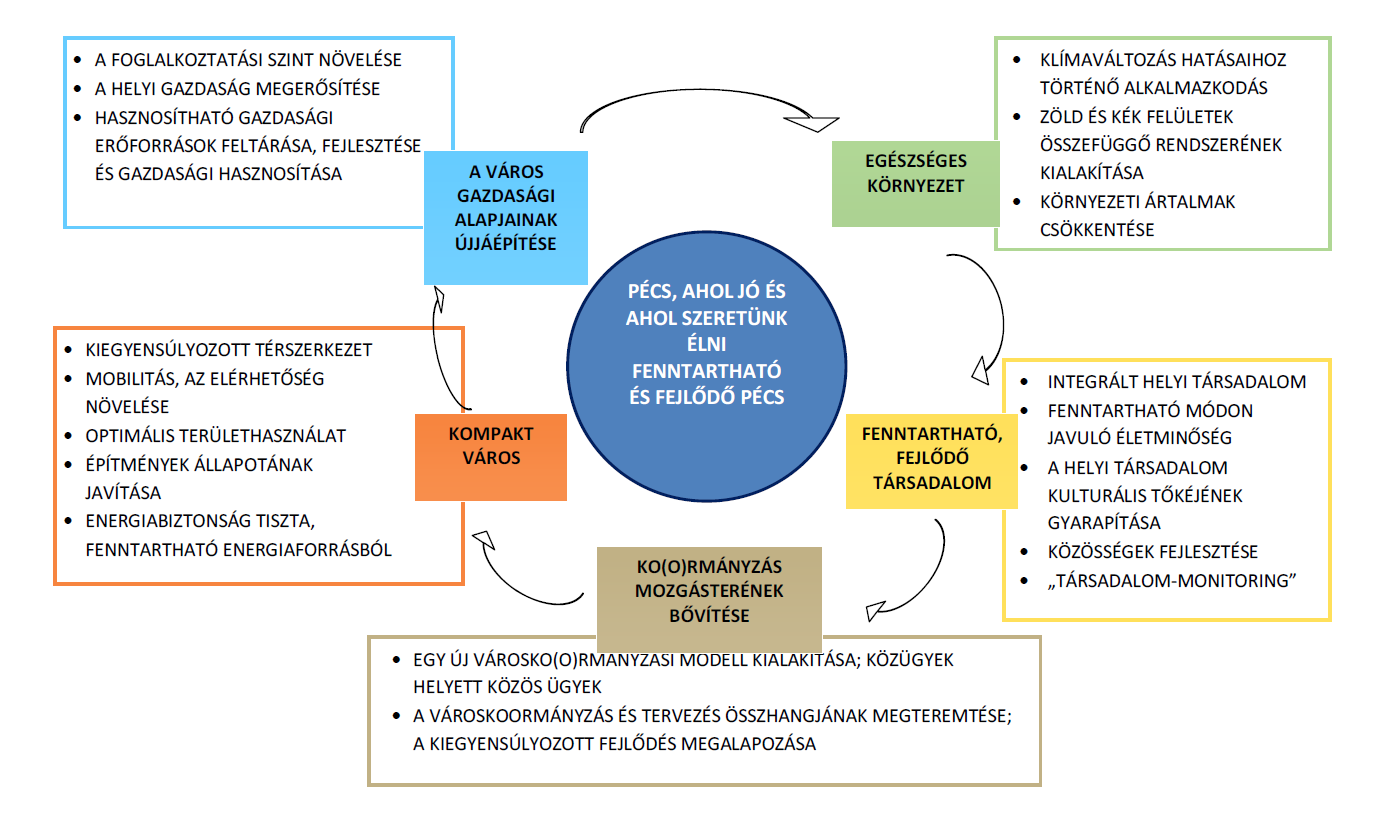 • A FOGLALKOZTATÁSI SZINT NÖVELÉSE
• A HELYI GAZDASÁG MEGERŐSÍTÉSE
• HASZNOSÍTHATÓ GAZDASÁGI
ERŐFORRÁSOK FELTÁRÁSA, FEJLESZTÉSE
ÉS GAZDASÁGI HASZNOSÍTÁSA
A VÁROS
GAZDASÁGI
ALAPJAINAK
ÚJJÁÉPÍTÉSE
EGÉSZSÉGES
KÖRNYEZET
• KLÍMAVÁLTOZÁS HATÁSAIHOZ
TÖRTÉNŐ ALKALMAZKODÁS
• ZÖLD ÉS KÉK FELÜLETEK
ÖSSZEFÜGGŐ RENDSZERÉNEK
KIALAKÍTÁSA
• KÖRNYEZETI ÁRTALMAK
CSÖKKENTÉSE
PÉCS, AHOL JÓ ÉS
AHOL SZERETÜNK
ÉLNI
FENNTARTHATÓ
ÉS FEJLŐDŐ PÉCS
• KIEGYENSÚLYOZOTT TÉRSZERKEZET
• MOBILITÁS, AZ ELÉRHETŐSÉG
NÖVELÉSE
• OPTIMÁLIS TERÜLETHASZNÁLAT
• ÉPÍTMÉNYEK ÁLLAPOTÁNAK
JAVÍTÁSA
• ENERGIABIZTONSÁG TISZTA,
FENNTARTHATÓ ENERGIAFORRÁSBÓL
KOMPAKT
VÁROS
FENNTARTHATÓ,
FEJLŐDŐ
TÁRSADALOM
• INTEGRÁLT HELYI TÁRSADALOM
• FENNTARTHATÓ MÓDON
JAVULÓ ÉLETMINŐSÉG
• A HELYI TÁRSADALOM
KULTURÁLIS TŐKÉJÉNEK
GYARAPÍTÁSA
• KÖZÖSSÉGEK FEJLESZTÉSE
• „TÁRSADALOM-MONITORING”
KO(O)RMÁNYZÁS
MOZGÁSTERÉNEK
BŐVÍTÉSE
• EGY ÚJ VÁROSKO(O)RMÁNYZÁSI MODELL KIALAKÍTÁSA; KÖZÜGYEK
HELYETT KÖZÖS ÜGYEK
• A VÁROSKOORMÁNYZÁS ÉS TERVEZÉS ÖSSZHANGJÁNAK MEGTEREMTÉSE;
A KIEGYENSÚLYOZOTT FEJLŐDÉS MEGALAPOZÁSA